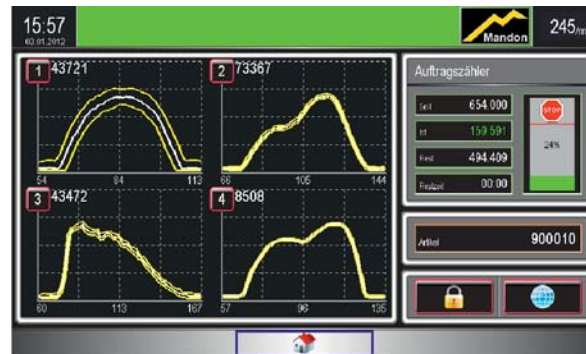 15:57
03.01.2012
Mandon
245/min
1 43721
54 84 113
2 73367
66 105 144
3 43472
60 113 167
4 8508
57 96 135
Auftragszähler
Soll 654.000
Ist 159.591
Rest 494.409
Restzeit 00:00
STOP
24%
Artikel 900010